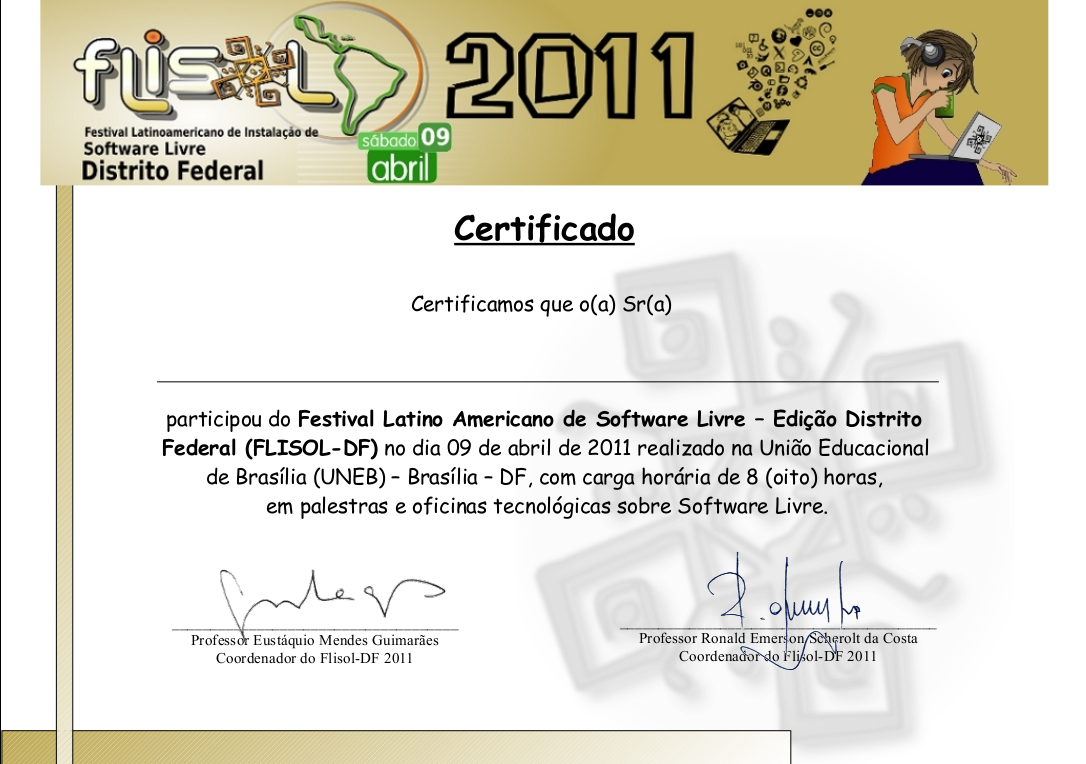 flisol 2011
Festival Latinoamericano de Instalação de
Software Livre
Distrito Federal
sábado 09
abril
Certificado
Certificamos que o(a) Sr(a)
participou do Festival Latino Americano de Software Livre – Edição Distrito
Federal (FLISOL-DF) no dia 09 de abril de 2011 realizado na União Educacional
de Brasília (UNEB) – Brasília – DF, com carga horária de 8 (oito) horas,
em palestras e oficinas tecnológicas sobre Software Livre.
Professor Eustáquio Mendes Guimarães
Coordenador do Flisol-DF 2011
Professor Ronald Emerson Scherolt da Costa
Coordenador do Flisol-DF 2011